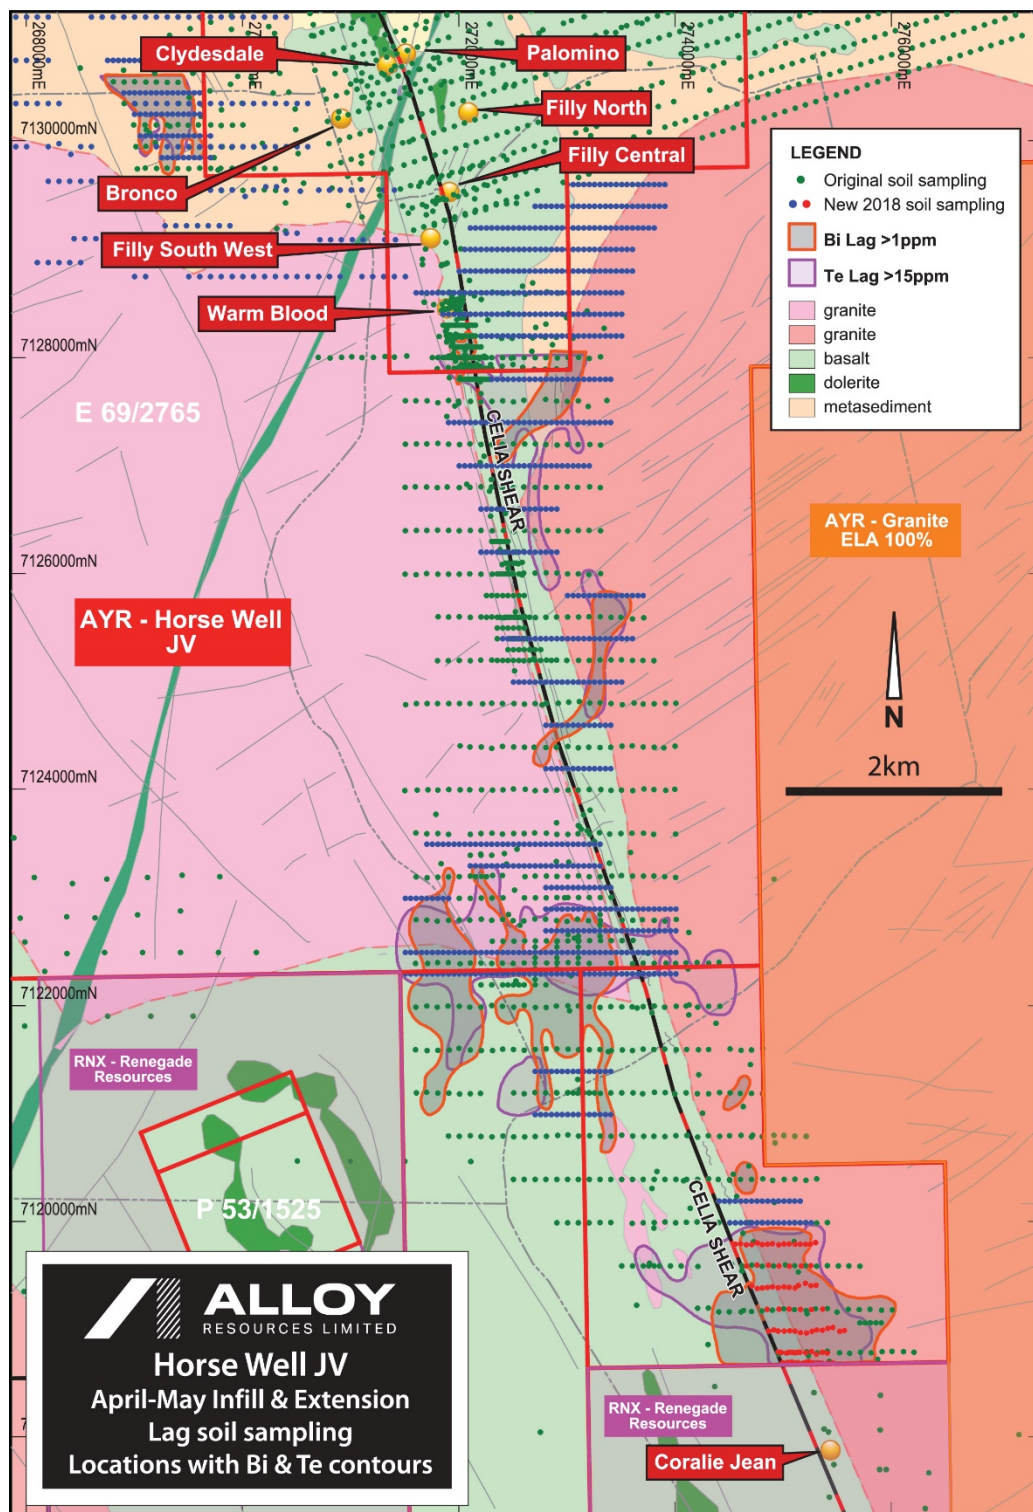 268000mE
272000mE
274000mE
276000mE
Clydesdale
Palomino
Filly North
7130000mN
Filly Central
Bronco
Filly South West
Warm Blood
LEGEND
Original soil sampling
New 2018 soil sampling
Bi Lag >1ppm
Te Lag >15ppm
granite
granite
basalt
dolerite
metasediment
7128000mN
E 69/2765
CELIA SHEAR
AYR - Granite
ELA 100%
7126000mN
AYR - Horse Well
JV
N
2km
7124000mN
7122000mN
RNX - Renegade
Resources
P 53/1525
7120000mN
CELIA SHEAR
ALLOY
RESOURCES LIMITED
Horse Well JV
April-May Infill & Extension
Lag soil sampling
Locations with Bi & Te contours
RNX - Renegade
Resources
Coralie Jean